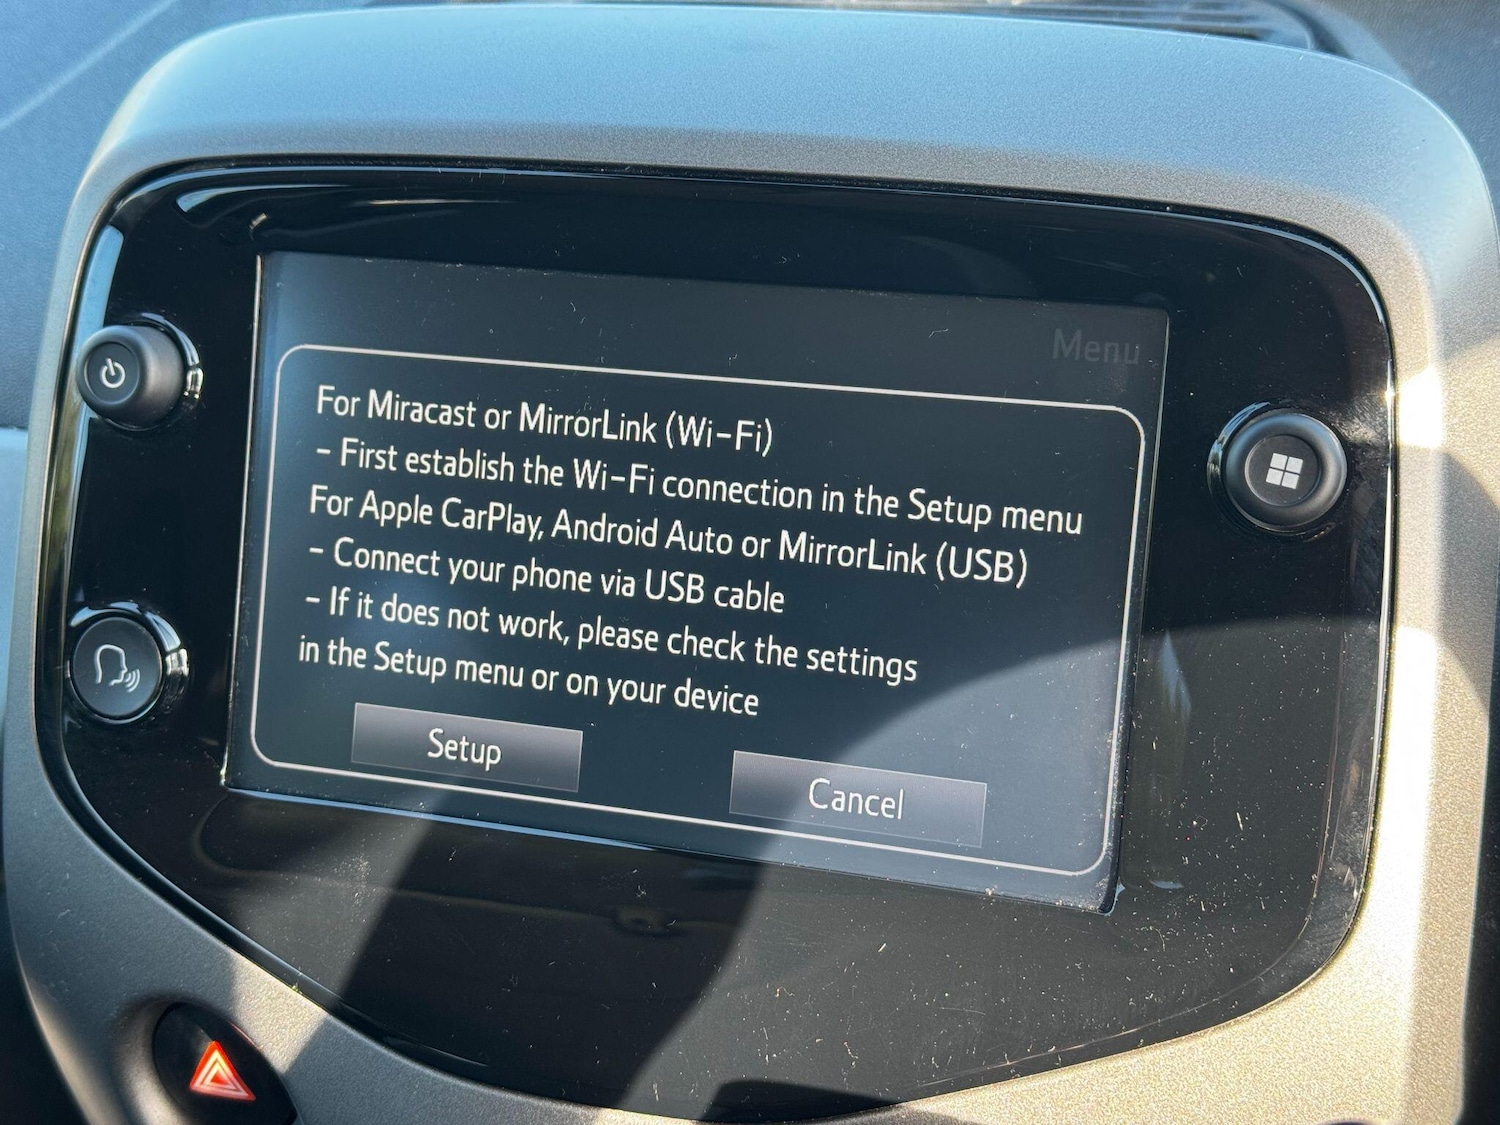 Menu
For Miracast or MirrorLink (Wi-Fi)
- First establish the Wi-Fi connection in the Setup menu
For Apple CarPlay, Android Auto or MirrorLink (USB)
- Connect your phone via USB cable
- If it does not work, please check the settings
in the Setup menu or on your device
Setup
Cancel